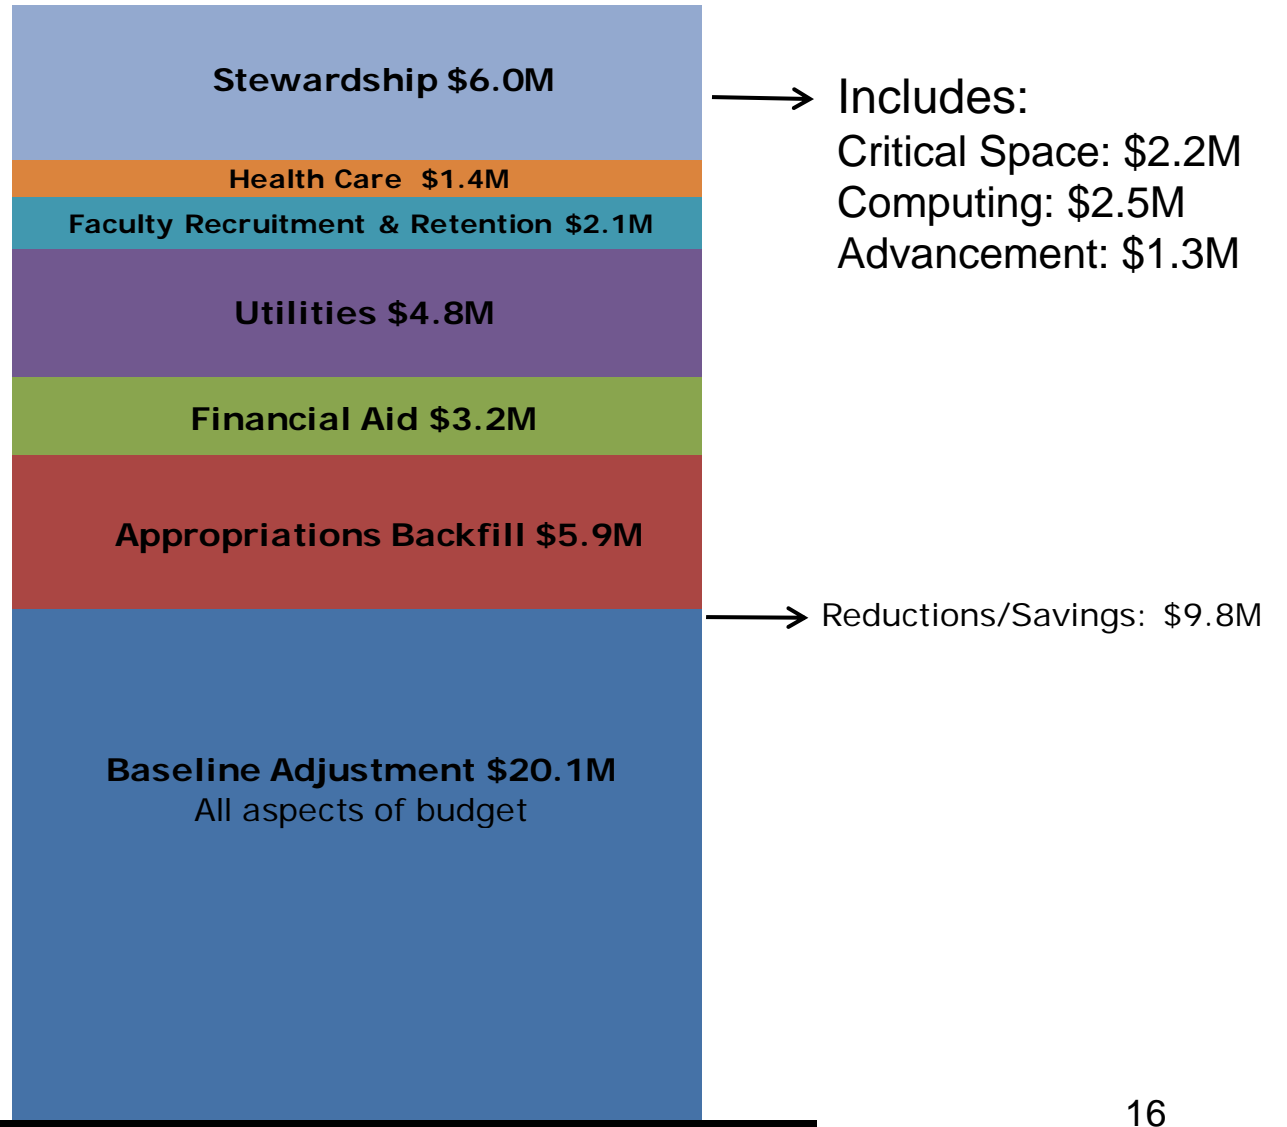 Stewardship $6.0M
Includes:
Critical Space: $2.2M
Computing: $2.5M
Advancement: $1.3M
Health Care $1.4M
Faculty Recruitment & Retention $2.1M
Utilities $4.8M
Financial Aid $3.2M
Appropriations Backfill $5.9M
Reductions/Savings: $9.8M
Baseline Adjustment $20.1M
All aspects of budget
16